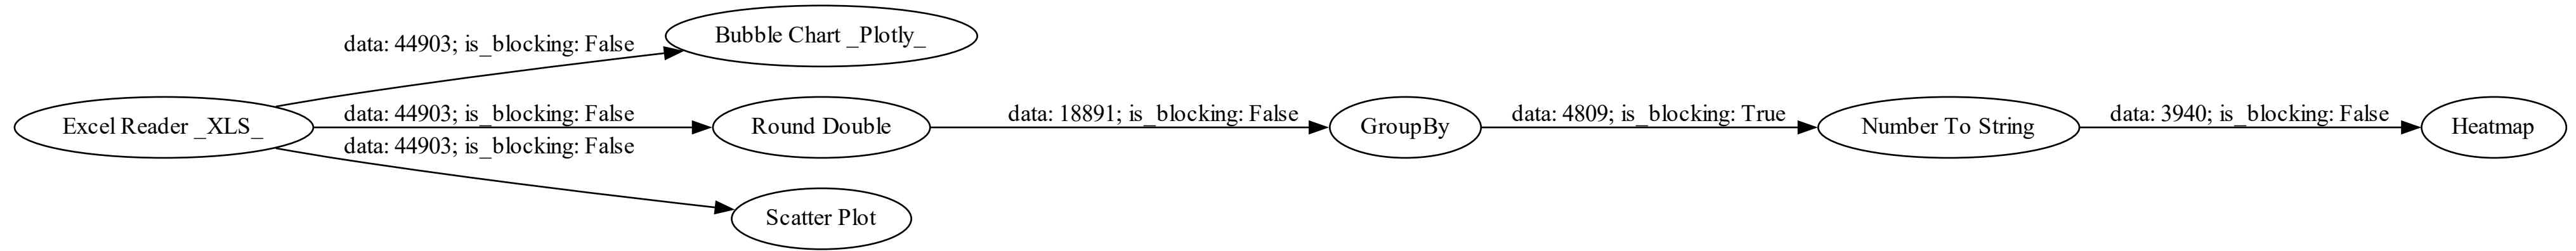 Bubble Chart _Plotly_
data: 44903; is_blocking: False
Excel Reader _XLS_
data: 44903; is_blocking: False
Round Double
data: 18891; is_blocking: False
GroupBy
data: 4809; is_blocking: True
Number To String
data: 3940; is_blocking: False
Heatmap
data: 44903; is_blocking: False
Scatter Plot